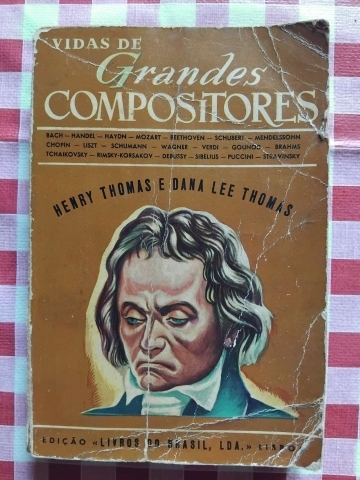 VIDAS DE
Grandes
COMPOSITORES
BACH — HANDEL — HAYDN — MOZART — BEETHOVEN — SCHUBERT — MENDELSSOHN
CHOPIN — LISZT — SCHUMANN — WAGNER — VERDI — GOUNOD — BRAHMS
TCHAIKOVSKY — RIMSKY-KORSAKOV — DEBUSSY — SIBELIUS — PUCCINI — STRAVINSKY
HENRY THOMAS E DANA LEE THOMAS
EDIÇÃO «LIVROS DO BRASIL, LDA.»